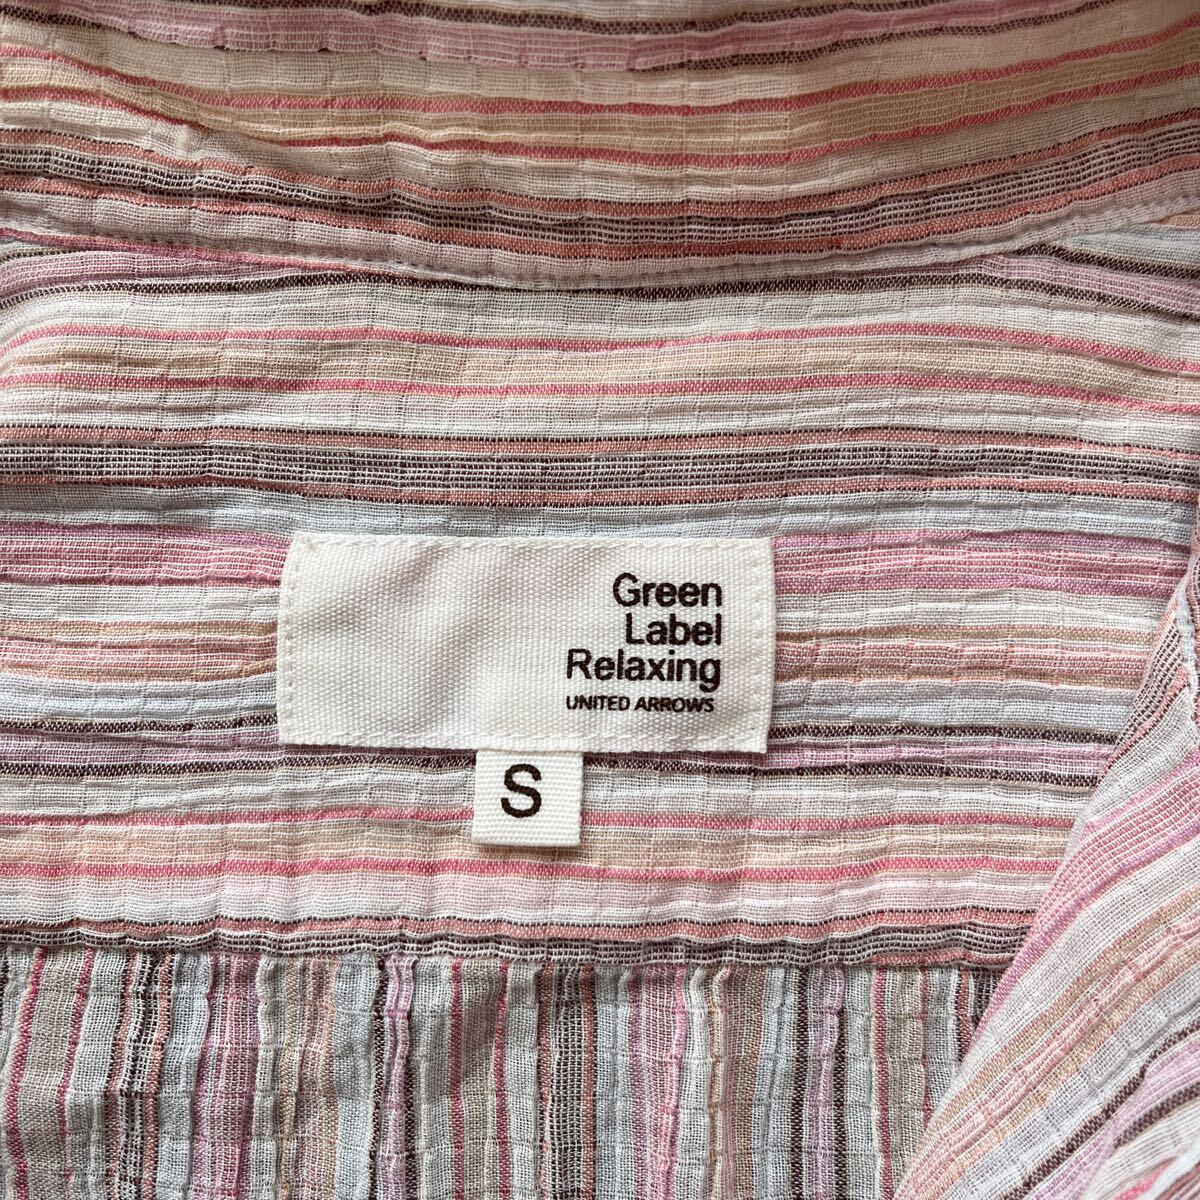 Green
Label
Relaxing
UNITED ARROWS
S